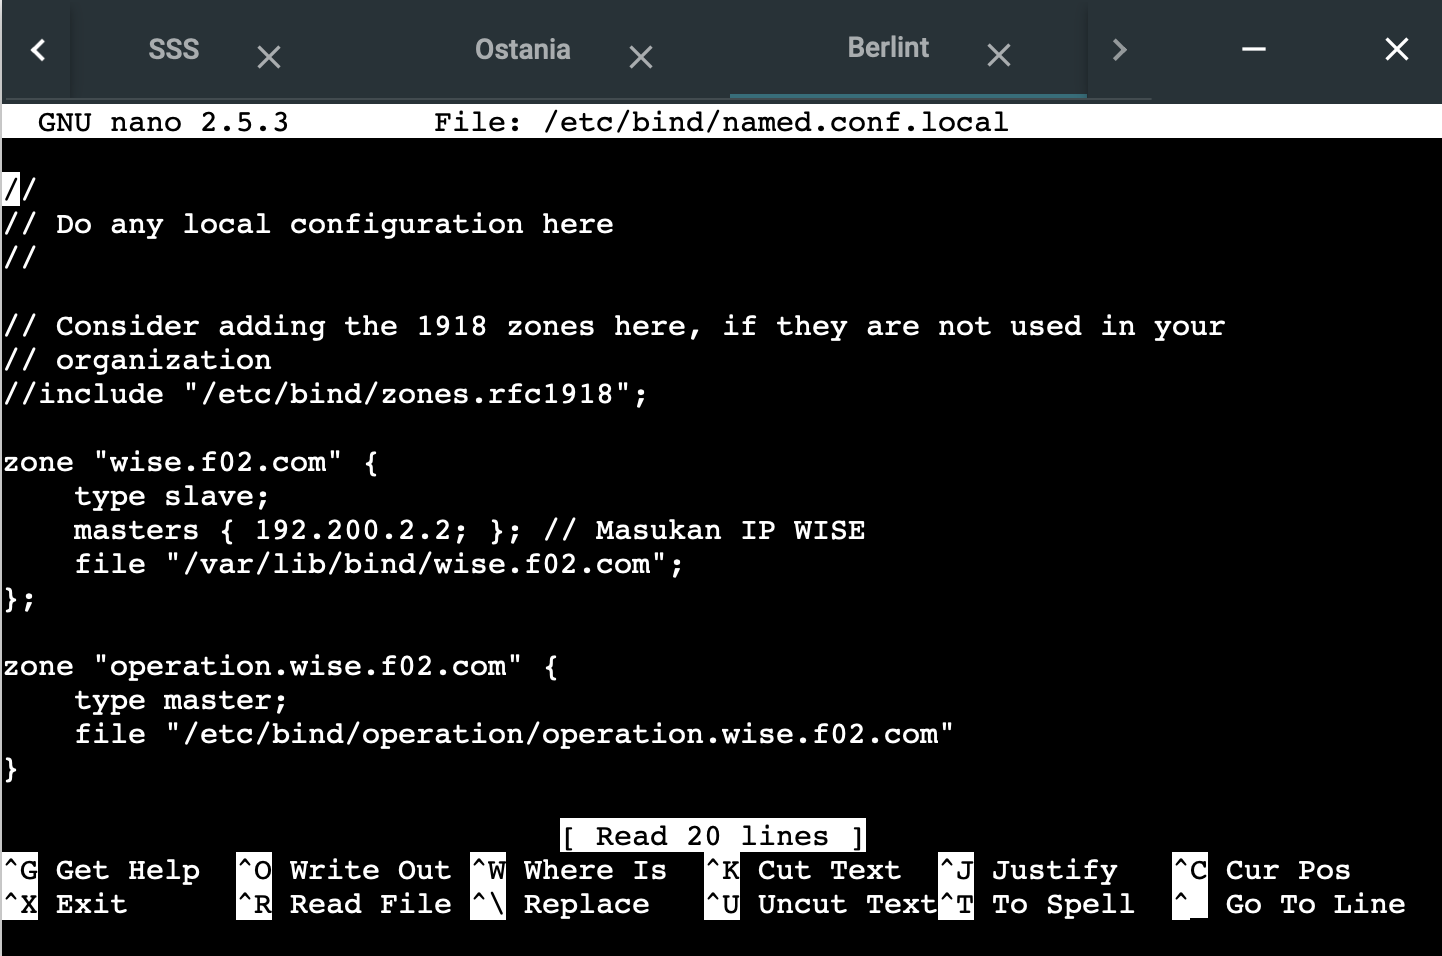 SSS Ostania Berlint
GNU nano 2.5.3 File: /etc/bind/named.conf.local
//
// Do any local configuration here
//
// Consider adding the 1918 zones here, if they are not used in your
// organization
//include "/etc/bind/zones.rfc1918";
zone "wise.f02.com" {
    type slave;
    masters { 192.200.2.2; }; // Masukan IP WISE
    file "/var/lib/bind/wise.f02.com";
};
zone "operation.wise.f02.com" {
    type master;
    file "/etc/bind/operation/operation.wise.f02.com"
}
[ Read 20 lines ]
^G Get Help ^O Write Out ^W Where Is ^K Cut Text ^J Justify ^C Cur Pos
^X Exit ^R Read File ^\ Replace ^U Uncut Text ^T To Spell ^_ Go To Line